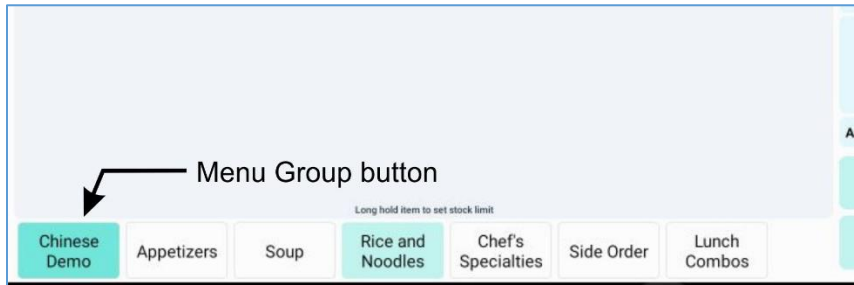 A
Menu Group button
Long hold item to set stock limit
Chinese
Demo
Appetizers
Soup
Rice and
Noodles
Chef's
Specialties
Side Order
Lunch
Combos